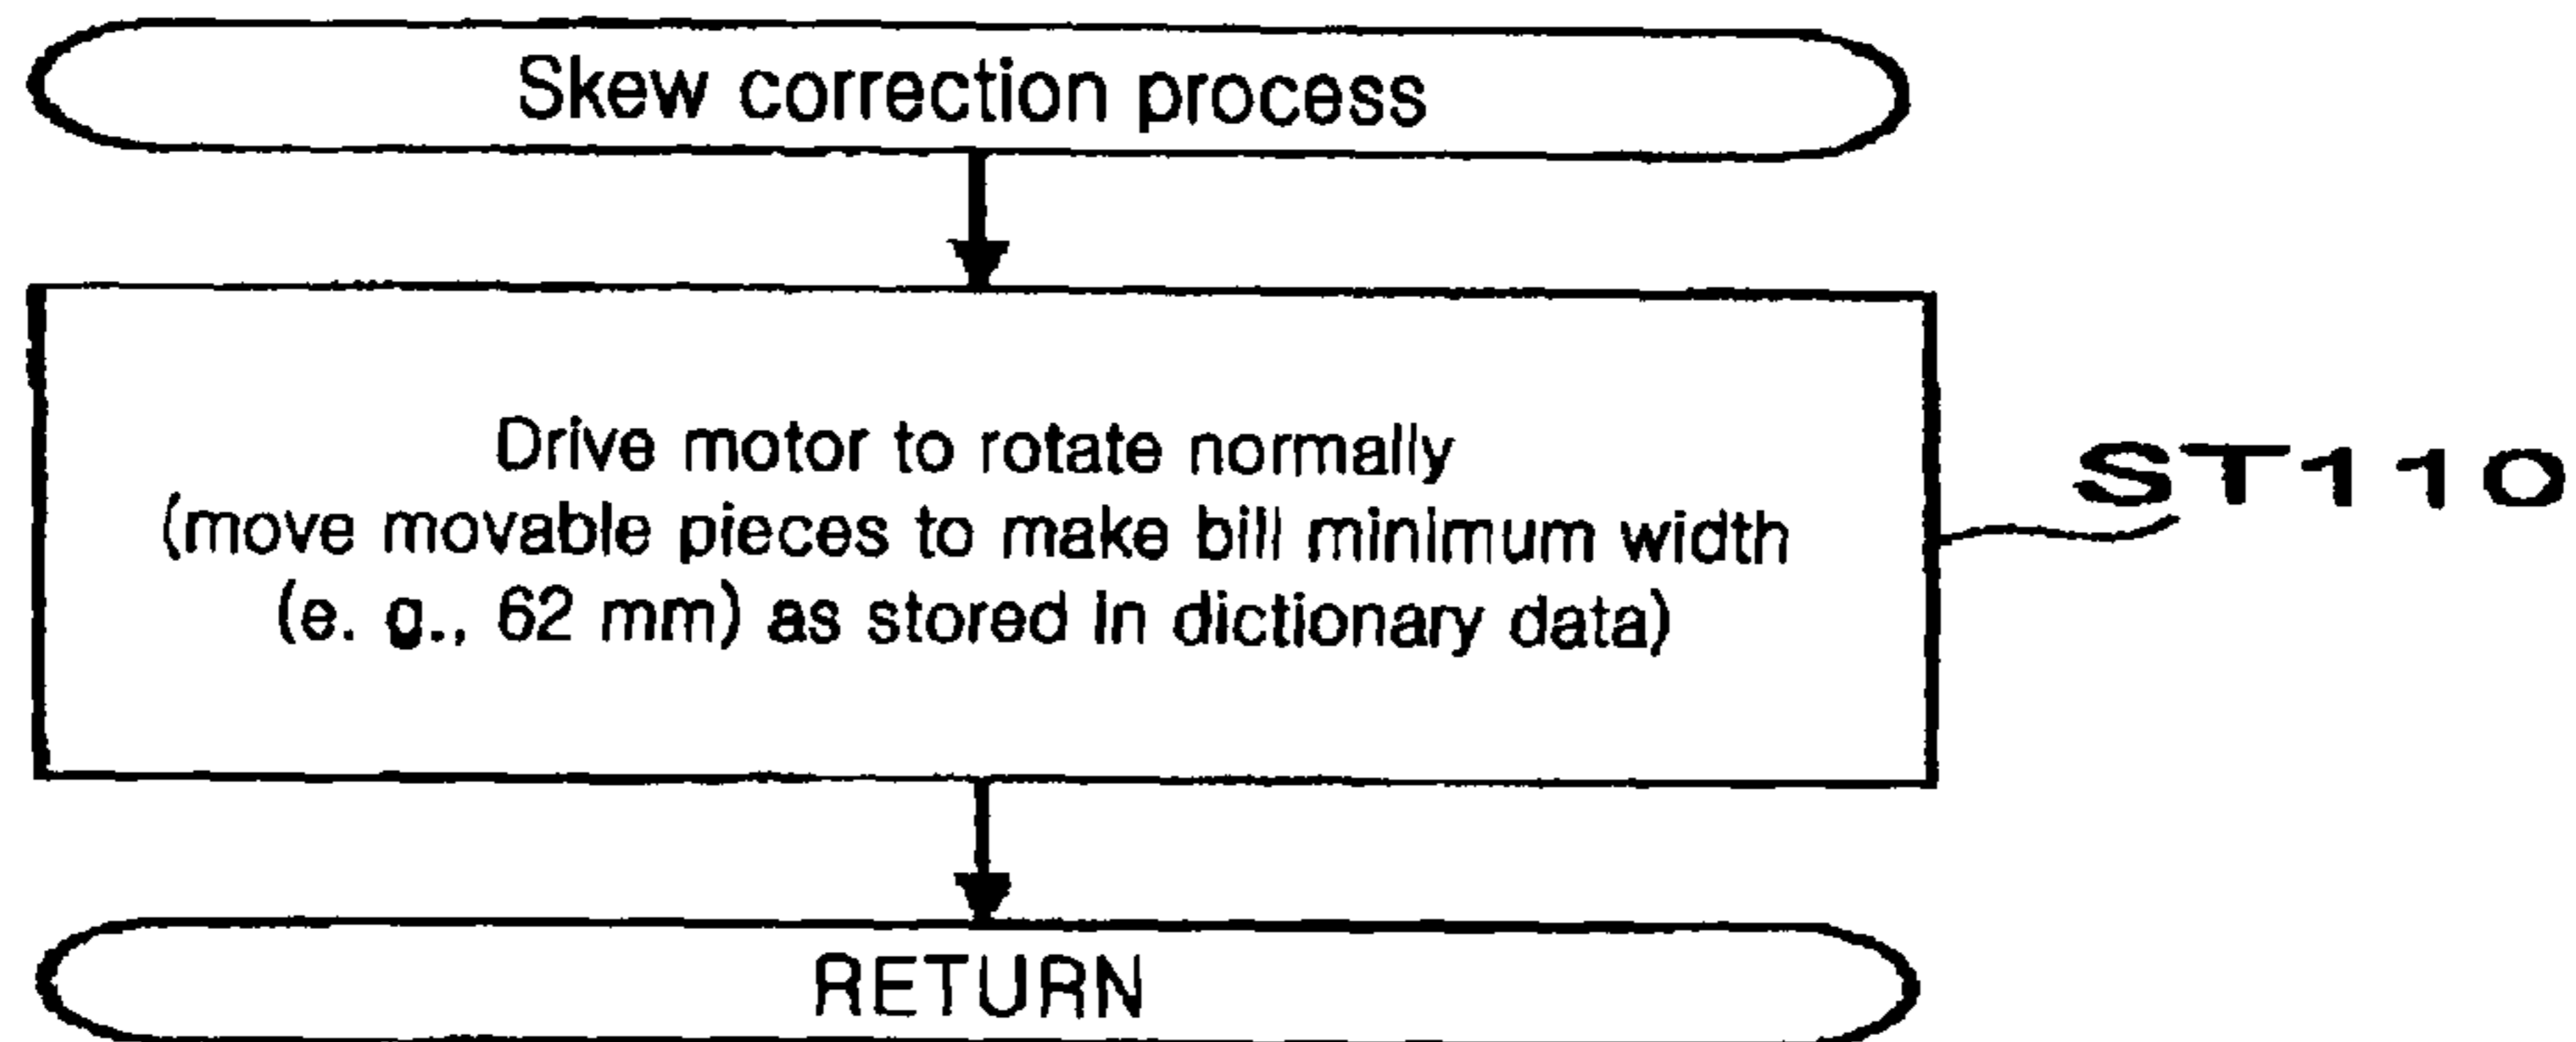 Skew correction process
Drive motor to rotate normally
(move movable pieces to make bill minimum width
(e. g., 62 mm) as stored in dictionary data)
ST110
RETURN